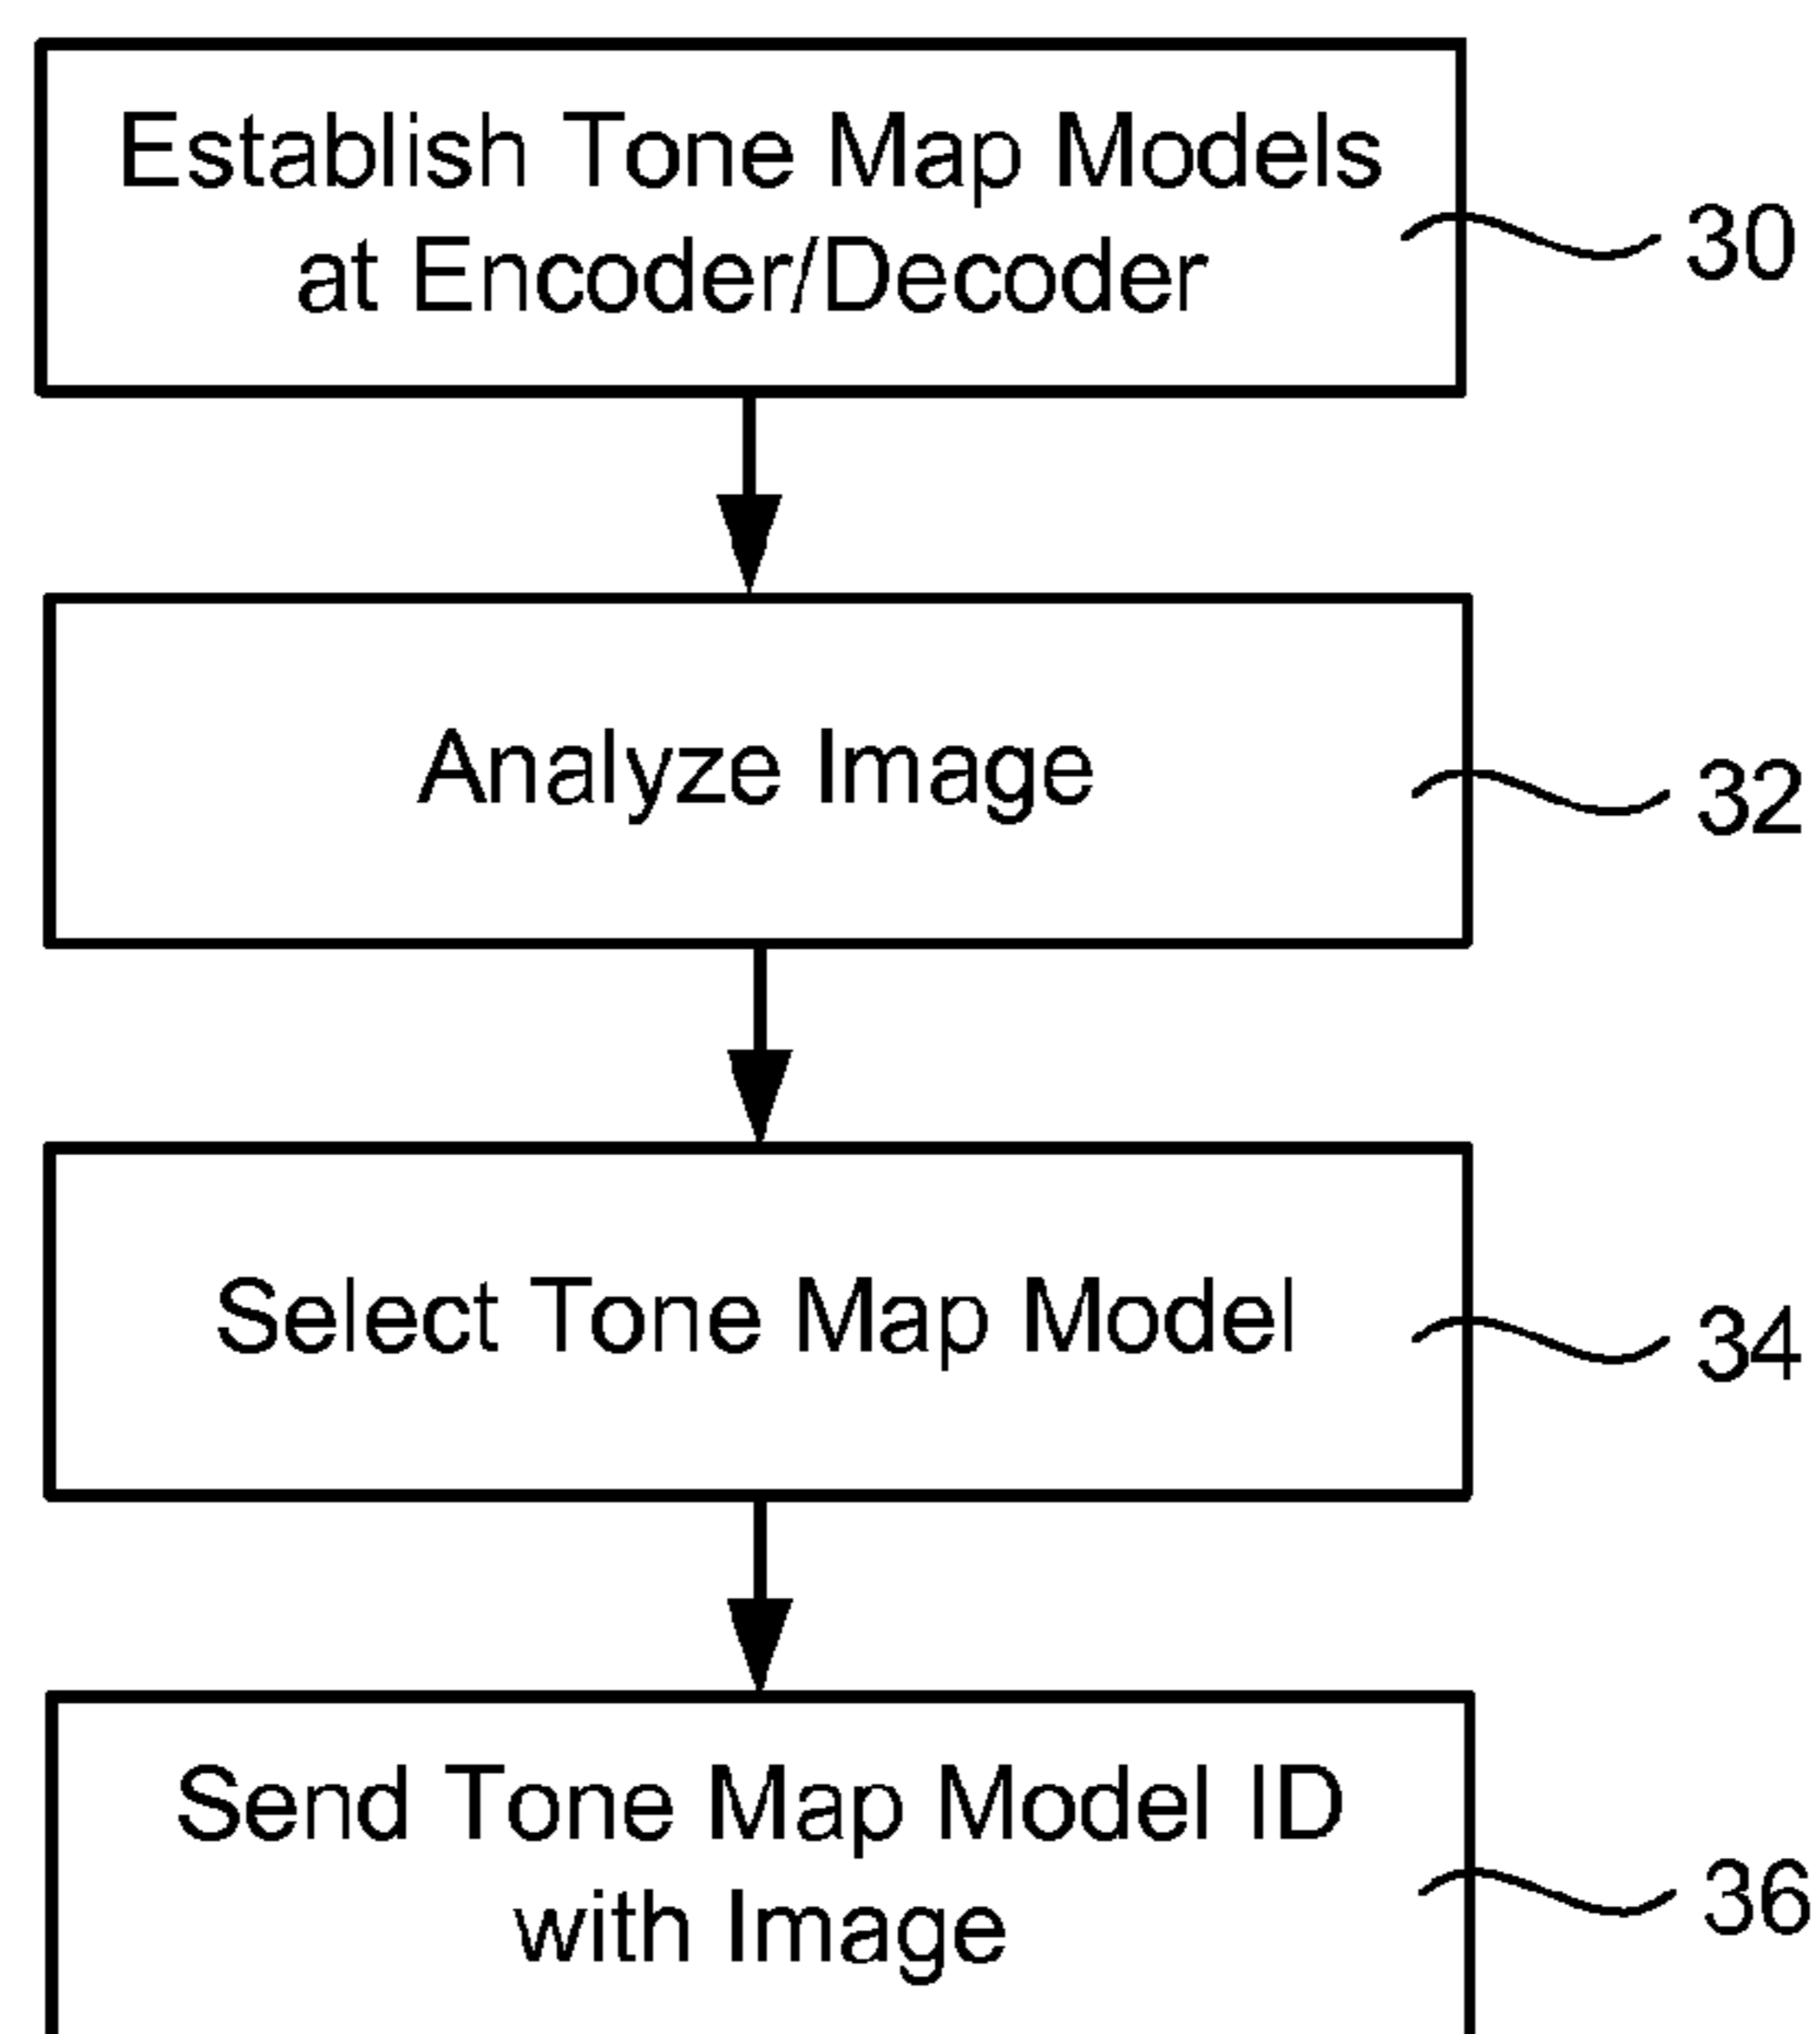 Establish Tone Map Models
at Encoder/Decoder
30
Analyze Image
32
Select Tone Map Model
34
Send Tone Map Model ID
with Image
36